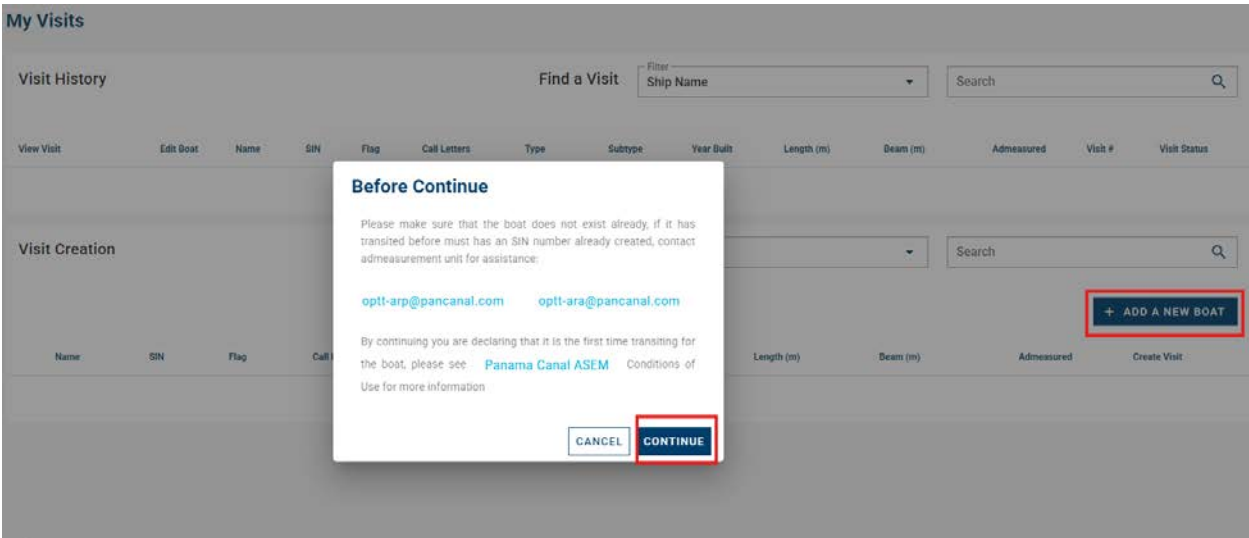 My Visits
Visit History
Find a Visit
Filter
Ship Name
Search
View Visit Edit Boat Name SIN Flag Call Letters Type Subtype Year Built Length (m) Beam (m) Admeasured Visit # Visit Status
Before Continue
Please make sure that the boat does not exist already, if it has
transited before must has an SIN number already created, contact
admeasurement unit for assistance:
optt-arp@pancanal.com optt-ara@pancanal.com
By continuing you are declaring that it is the first time transiting for
the boat, please see Panama Canal ASEM Conditions of
Use for more information
CANCEL CONTINUE
Visit Creation
Search
+ ADD A NEW BOAT
Name SIN Flag Call Length (m) Beam (m) Admeasured Create Visit